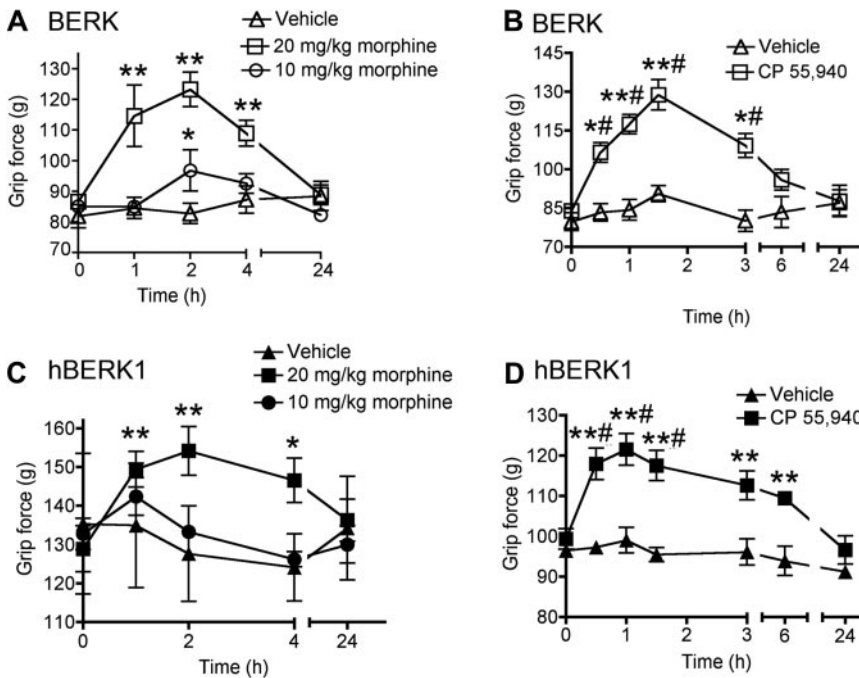 A BERK
Vehicle
20 mg/kg morphine
10 mg/kg morphine
Grip force (g)
130
120
110
100
90
80
70
** ** ** *
0 1 2 4 24
Time (h)
B BERK
Vehicle
CP 55,940
Grip force (g)
145
130
115
100
85
70
*# **# **# *#
0 1 2 3 6 24
Time (h)
C hBERK1
Vehicle
20 mg/kg morphine
10 mg/kg morphine
Grip force (g)
160
150
140
130
120
110
** ** *
0 2 4 24
Time (h)
D hBERK1
Vehicle
CP 55,940
Grip force (g)
130
120
110
100
90
80
**# **# **# ** **
0 1 2 3 6 24
Time (h)